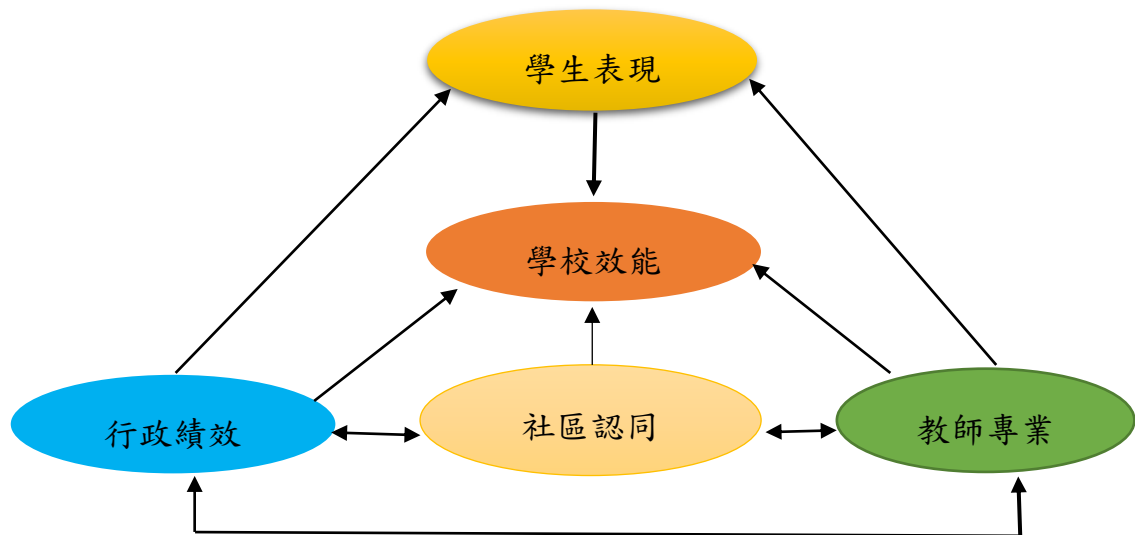 學生表現
學校效能
行政績效
社區認同
教師專業